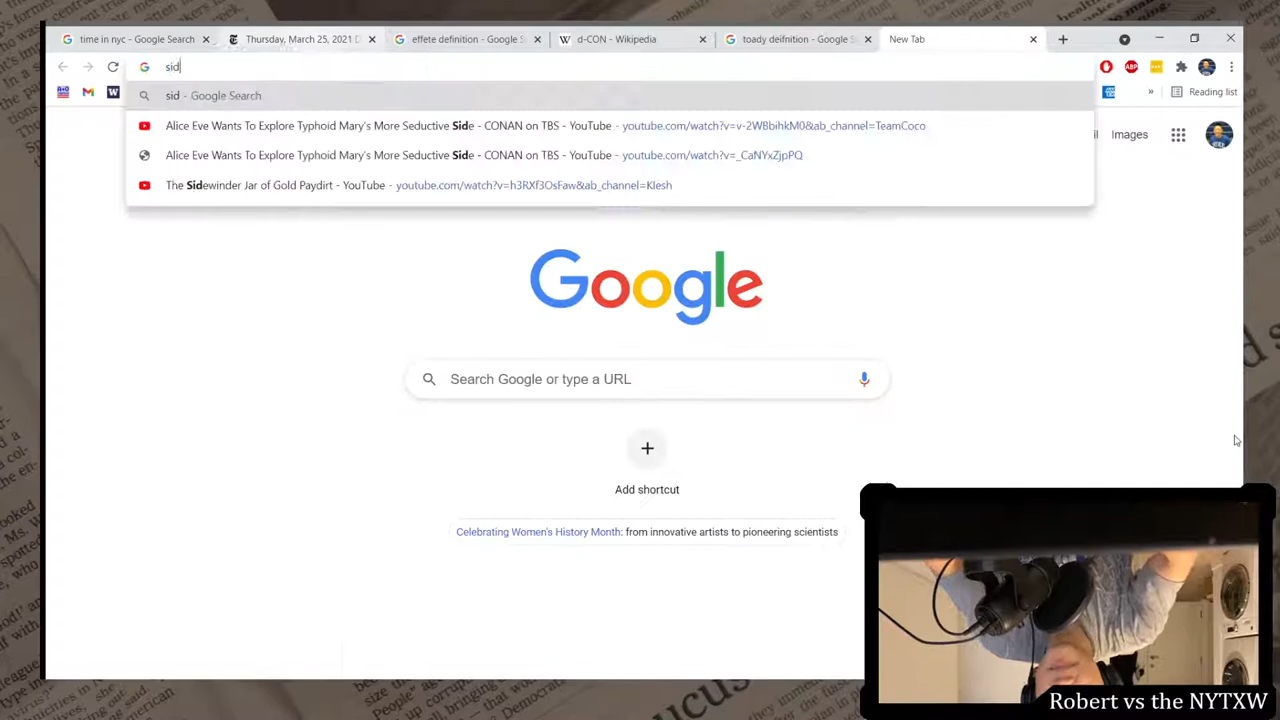 time in nyc - Google Search
Thursday, March 25, 2021 D
effete definition - Google S
d-CON - Wikipedia
toady deifnition - Google S
New Tab
sid
Reading list
sid - Google Search
Alice Eve Wants To Explore Typhoid Mary's More Seductive Side - CONAN on TBS - YouTube - youtube.com/watch?v=v-2WBbihkM0&ab_channel=TeamCoco
Alice Eve Wants To Explore Typhoid Mary's More Seductive Side - CONAN on TBS - YouTube - youtube.com/watch?v=_CaNYxZjpPQ
The Sidewinder Jar of Gold Paydirt - YouTube - youtube.com/watch?v=h3RXf3OsFaw&ab_channel=Klesh
Images
Google
Search Google or type a URL
Add shortcut
Celebrating Women's History Month: from innovative artists to pioneering scientists
Robert vs the NYTXW